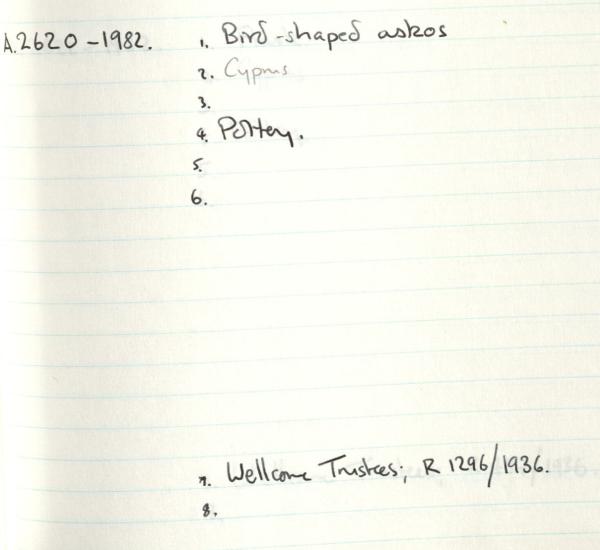 A.2620-1982. 1. Bird-shaped askos
2. Cyprus
3.
4. Pottery.
5.
6.
7. Wellcome Trustees; R 1296/1936.
8.